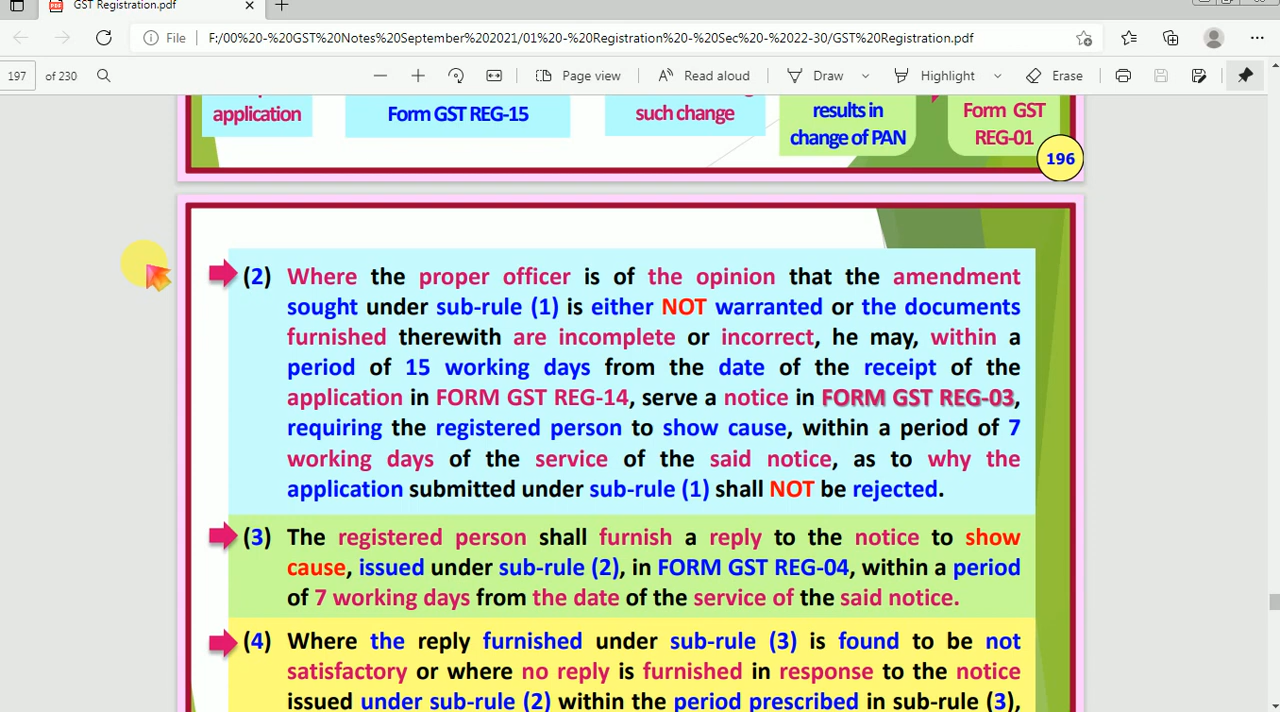 GST Registration.pdf
File F:/00%20-%20GST%20Notes%20September%202021/01%20-%20Registration%20-%20Sec%20-%2022-30/GST%20Registration.pdf
197 of 230 Page view Read aloud Draw Highlight Erase
application Form GST REG-15 such change results in change of PAN Form GST REG-01
196
(2) Where the proper officer is of the opinion that the amendment
sought under sub-rule (1) is either NOT warranted or the documents
furnished therewith are incomplete or incorrect, he may, within a
period of 15 working days from the date of the receipt of the
application in FORM GST REG-14, serve a notice in FORM GST REG-03,
requiring the registered person to show cause, within a period of 7
working days of the service of the said notice, as to why the
application submitted under sub-rule (1) shall NOT be rejected.
(3) The registered person shall furnish a reply to the notice to show
cause, issued under sub-rule (2), in FORM GST REG-04, within a period
of 7 working days from the date of the service of the said notice.
(4) Where the reply furnished under sub-rule (3) is found to be not
satisfactory or where no reply is furnished in response to the notice
issued under sub-rule (2) within the period prescribed in sub-rule (3),